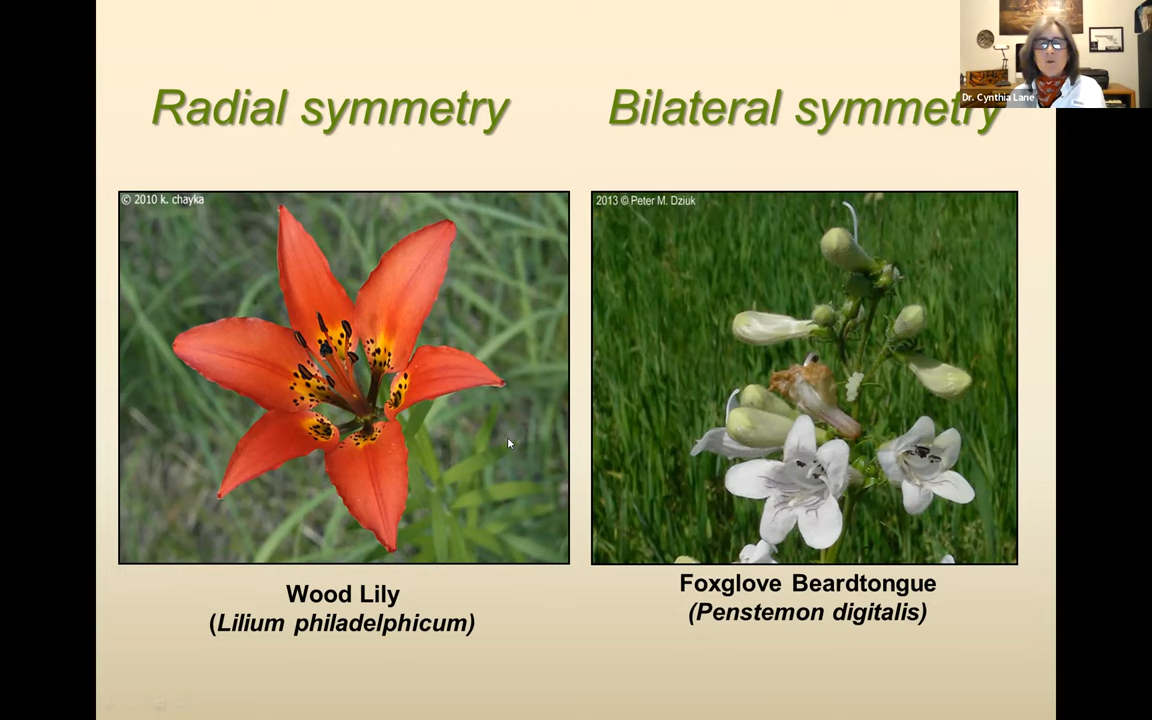 Radial symmetry
Bilateral symmetry
Dr. Cynthia Lane
© 2010 k. chayka
2013 © Peter M. Dziuk
Wood Lily
(Lilium philadelphicum)
Foxglove Beardtongue
(Penstemon digitalis)